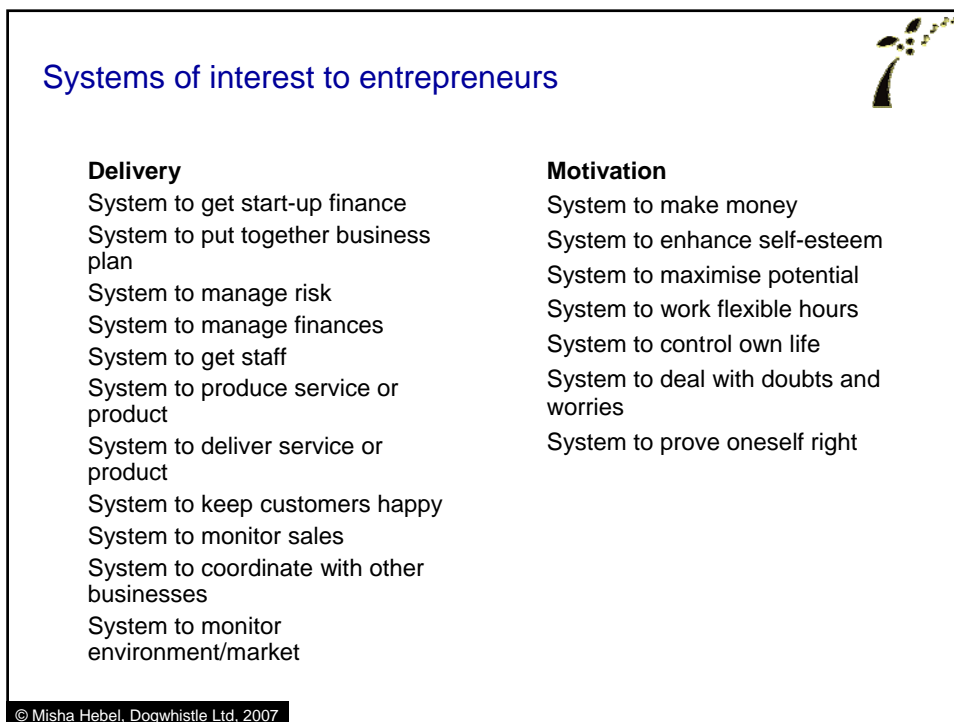 Systems of interest to entrepreneurs
Delivery
System to get start-up finance
System to put together business
plan
System to manage risk
System to manage finances
System to get staff
System to produce service or
product
System to deliver service or
product
System to keep customers happy
System to monitor sales
System to coordinate with other
businesses
System to monitor
environment/market
Motivation
System to make money
System to enhance self-esteem
System to maximise potential
System to work flexible hours
System to control own life
System to deal with doubts and
worries
System to prove oneself right
© Misha Hebel, Dogwhistle Ltd, 2007